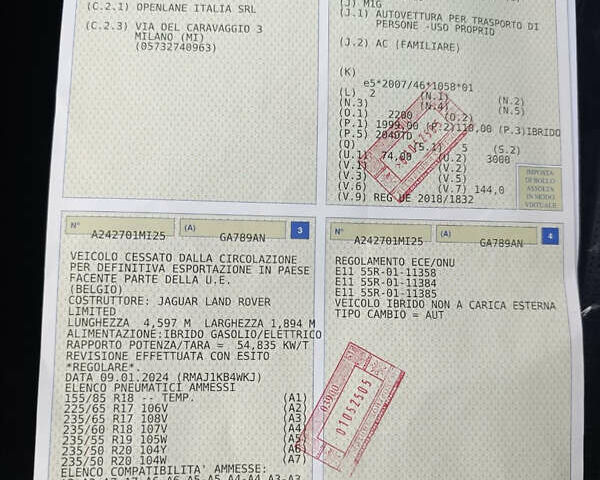 (C.2.1) OPENLANE ITALIA SRL
(C.2.3) VIA DEL CARAVAGGIO 3
MILANO (MI)
(05732740963)
(J) M1G
(J.1) AUTOVETTURA PER TRASPORTO DI
PERSONE -USO PROPRIO
(J.2) AC (FAMILIARE)
(K)
e5*2007/46*1058*01
(L) 2 (N.1) (N.2)
(N.3) (N.4) (N.5)
(O.1) 2200 (O.2)
(P.1) 1999,00 (P.2)110,00 (P.3)IBRIDO
(P.5) 204DTD
(Q) (S.1) 5 (S.2)
(U.1) 74,00 (U.2) 3000
(V.1) (V.2)
(V.3) (V.5)
(V.6) (V.7) 144,0
(V.9) REG UE 2018/1832
IMPOSTA
DI BOLLO
ASSOLTA
IN MODO
VIRTUALE
01052505
N° A242701MI25 (A) GA789AN 3
VEICOLO CESSATO DALLA CIRCOLAZIONE
PER DEFINITIVA ESPORTAZIONE IN PAESE
FACENTE PARTE DELLA U.E.
(BELGIO)
COSTRUTTORE: JAGUAR LAND ROVER
LIMITED
LUNGHEZZA 4,597 M LARGHEZZA 1,894 M
ALIMENTAZIONE:IBRIDO GASOLIO/ELETTRICO
RAPPORTO POTENZA/TARA = 54,835 KW/T
REVISIONE EFFETTUATA CON ESITO
*REGOLARE*.
DATA 09.01.2024 (RMAJ1KB4WKJ)
ELENCO PNEUMATICI AMMESSI
155/85 R18 -- TEMP. (A1)
225/65 R17 106V (A2)
235/65 R17 108V (A3)
235/60 R18 107V (A4)
235/55 R19 105W (A5)
235/50 R20 104Y (A6)
235/50 R20 104W (A7)
ELENCO COMPATIBILITA' AMMESSE:
N° A242701MI25 (A) GA789AN 4
REGOLAMENTO ECE/ONU
E11 55R-01-11358
E11 55R-01-11384
E11 55R-01-11385
VEICOLO IBRIDO NON A CARICA ESTERNA
TIPO CAMBIO = AUT
01052505